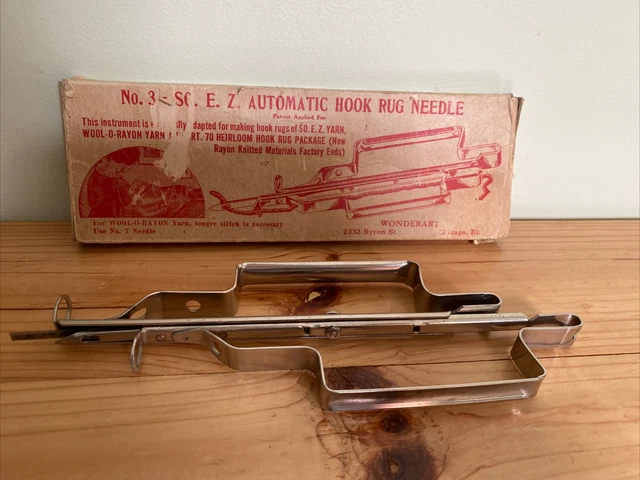 No. 3 - SO. E. Z. AUTOMATIC HOOK RUG NEEDLE
Patent Applied For
This instrument is adapted for making hook rugs of SO. E. Z. YARN,
WOOL-O-RAYON YARN RT. 70 HEIRLOOM HOOK RUG PACKAGE (New
Rayon Knitted Materials Factory Ends)
For WOOL-O-RAYON Yarn, longer stitch is necessary
Use No. 7 Needle
WONDERART
2332 Byron St. Chicago, Ill.